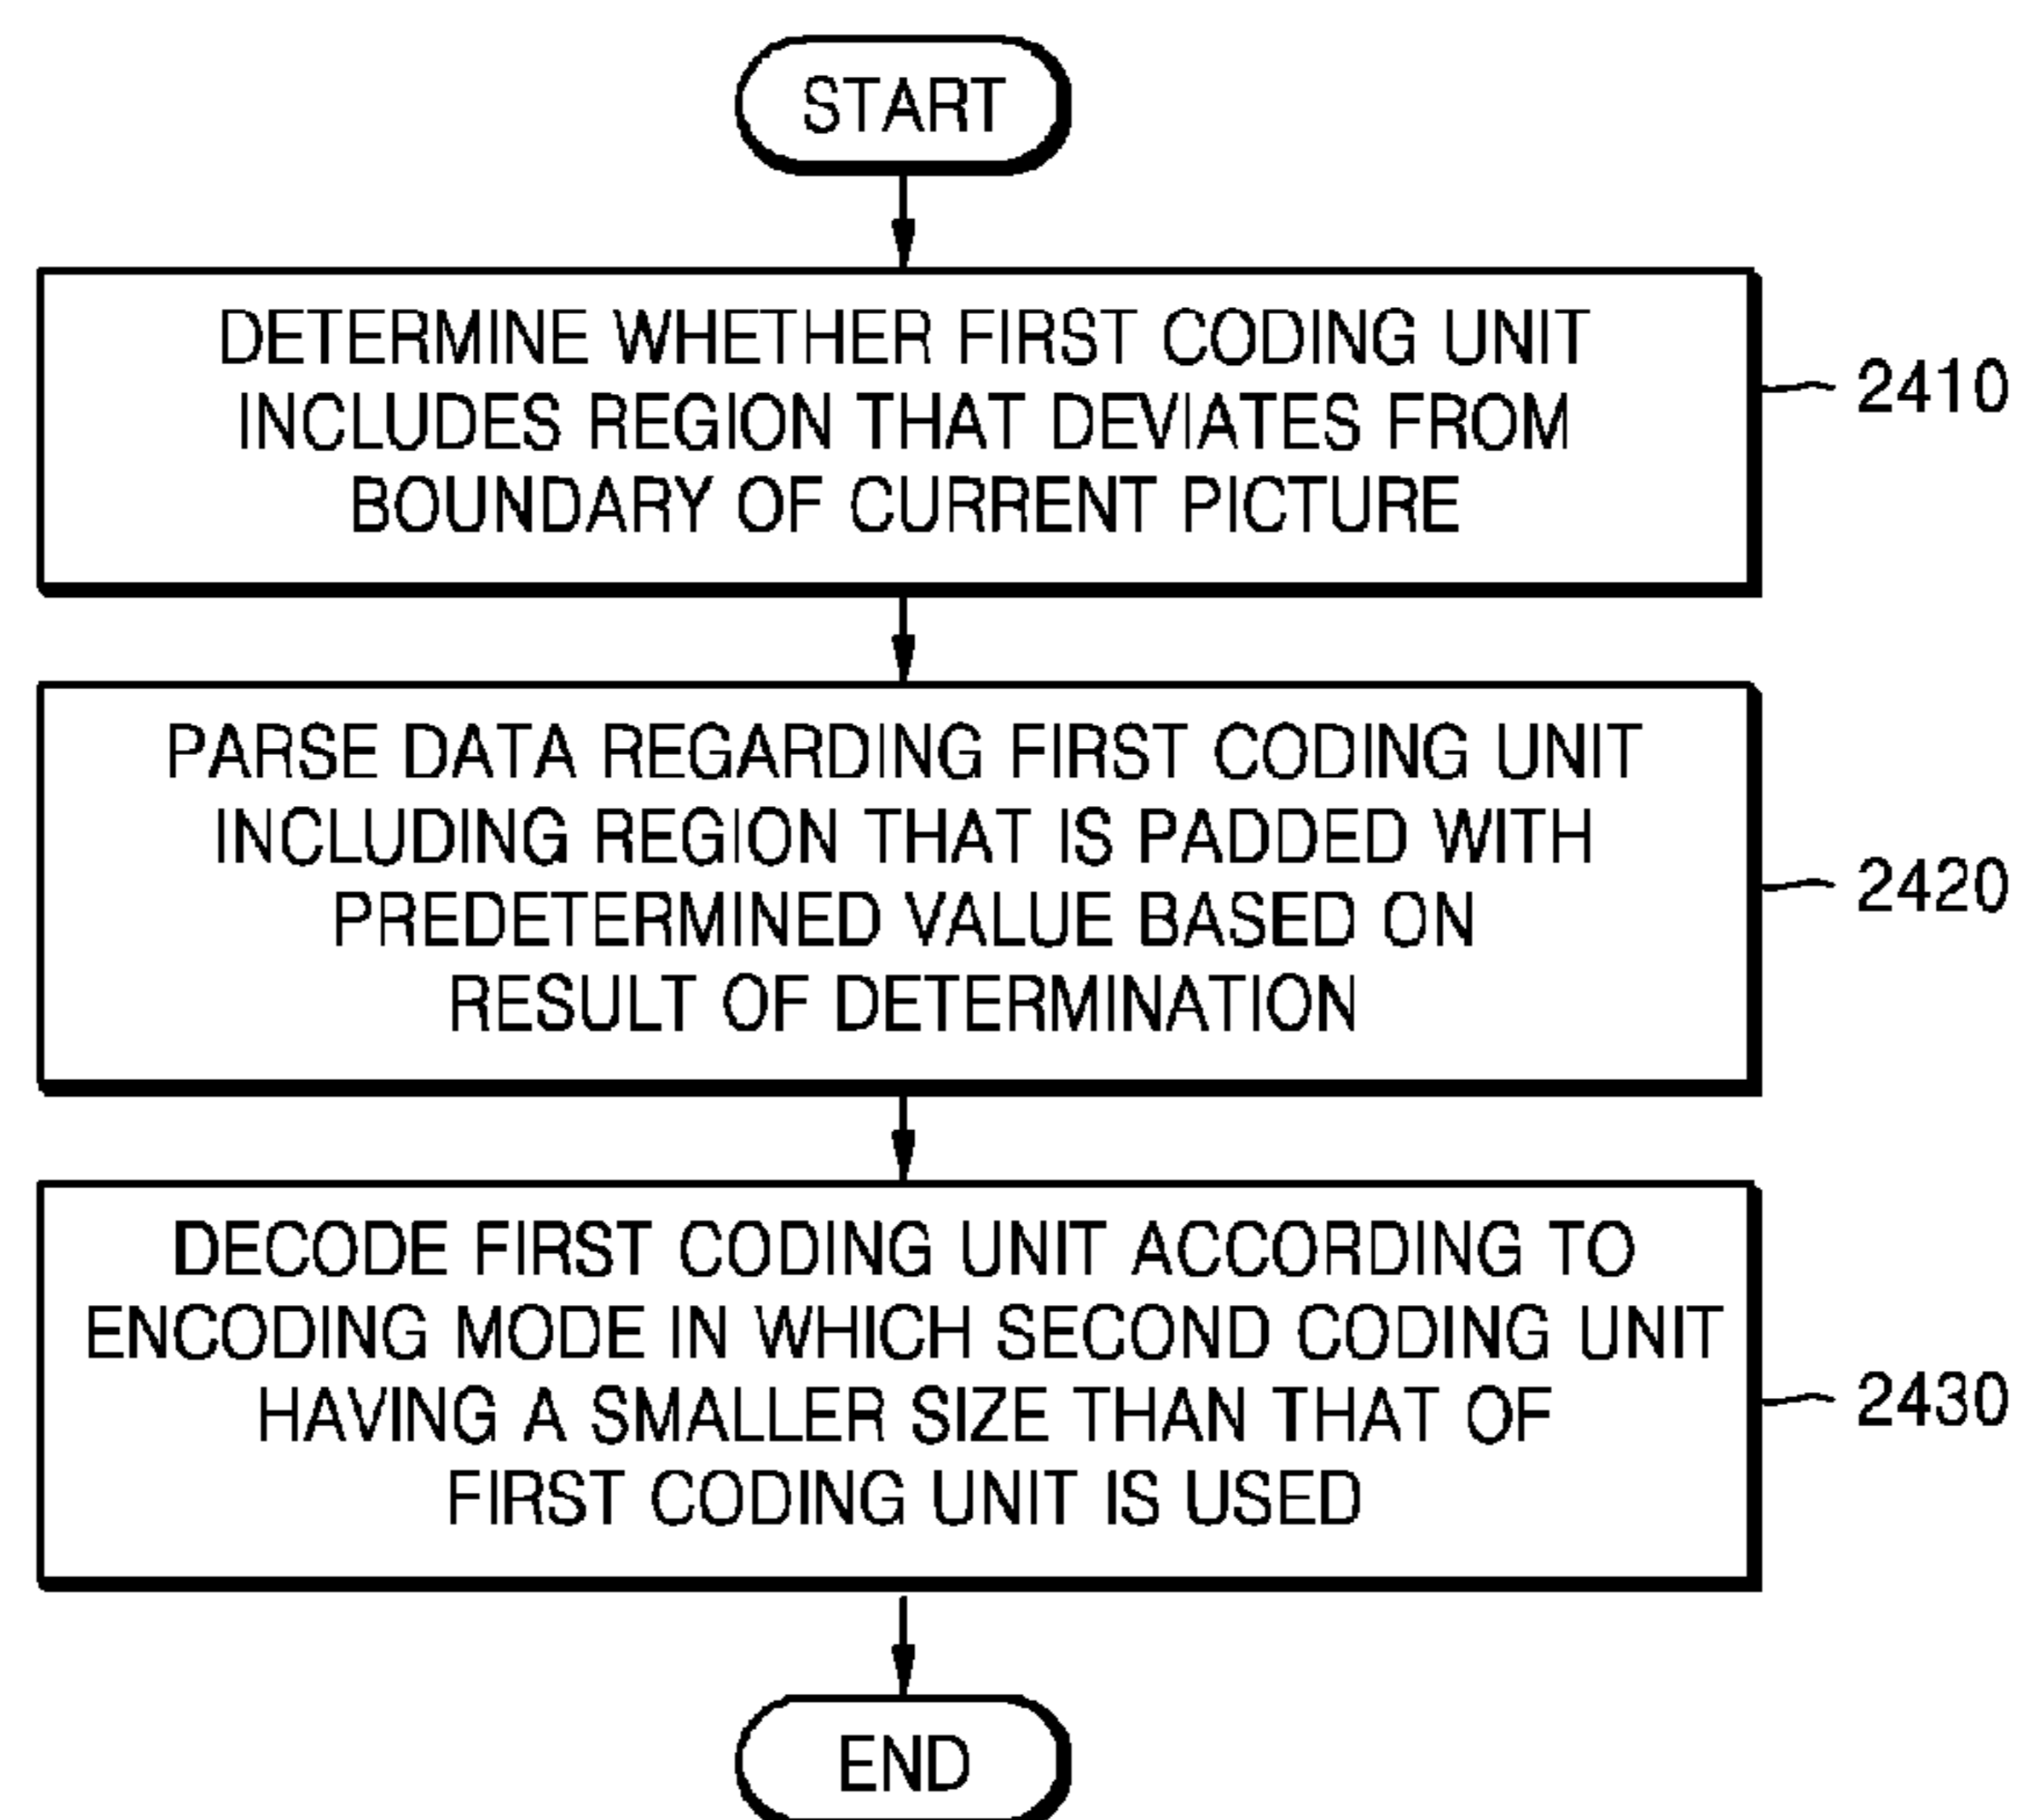 START
DETERMINE WHETHER FIRST CODING UNIT
INCLUDES REGION THAT DEVIATES FROM
BOUNDARY OF CURRENT PICTURE
2410
PARSE DATA REGARDING FIRST CODING UNIT
INCLUDING REGION THAT IS PADDED WITH
PREDETERMINED VALUE BASED ON
RESULT OF DETERMINATION
2420
DECODE FIRST CODING UNIT ACCORDING TO
ENCODING MODE IN WHICH SECOND CODING UNIT
HAVING A SMALLER SIZE THAN THAT OF
FIRST CODING UNIT IS USED
2430
END